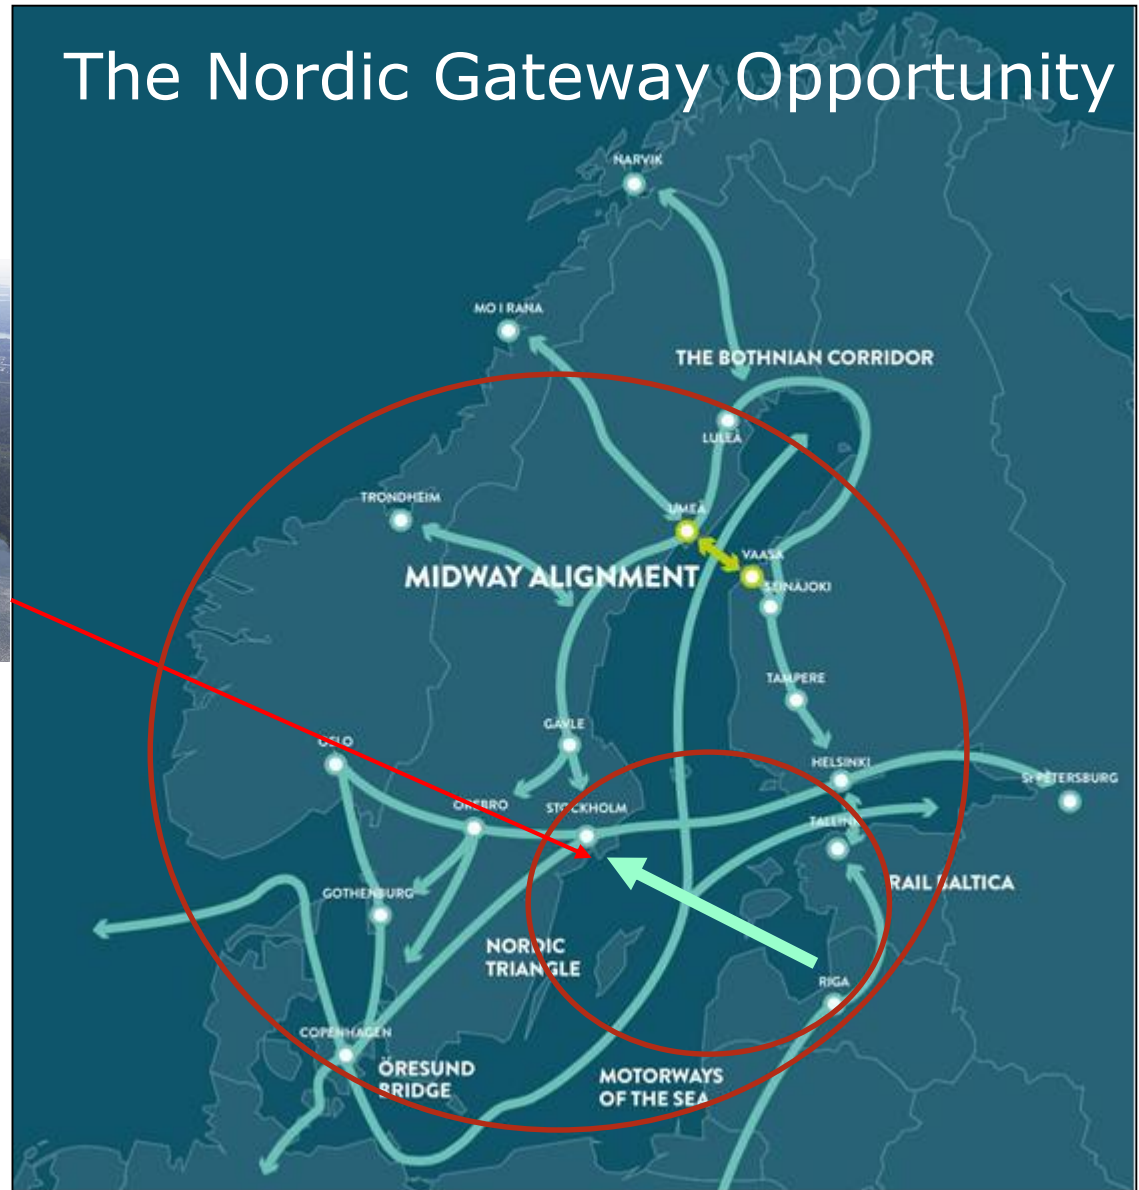 The Nordic Gateway Opportunity
NARVIK
MO I RANA
THE BOTHNIAN CORRIDOR
LULEÅ
TRONDHEIM
UMEÅ
VAASA
MIDWAY ALIGNMENT
SEINÄJOKI
TAMPERE
GÄVLE
OSLO
HELSINKI
St PETERSBURG
ÖREBRO
STOCKHOLM
TALLINN
RAIL BALTICA
GOTHENBURG
NORDIC
TRIANGLE
RIGA
COPENHAGEN
ÖRESUND
BRIDGE
MOTORWAYS
OF THE SEA